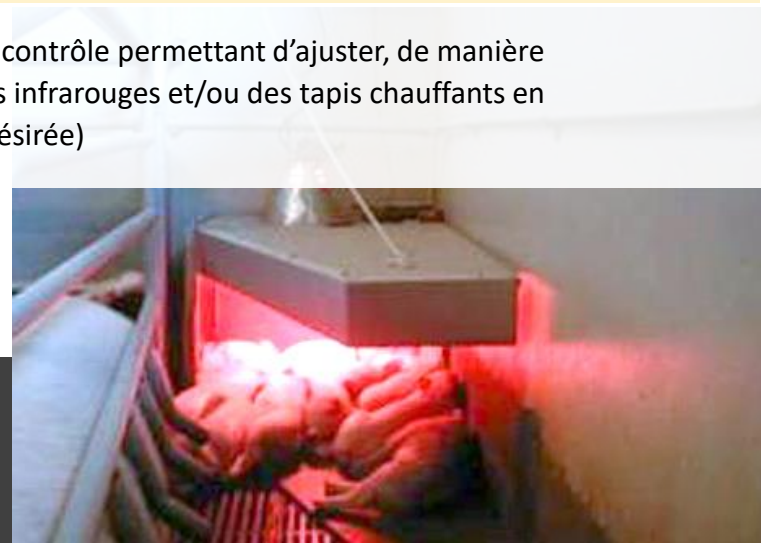 contrôle permettant d’ajuster, de manière
infrarouges et/ou des tapis chauffants en
ésirée)